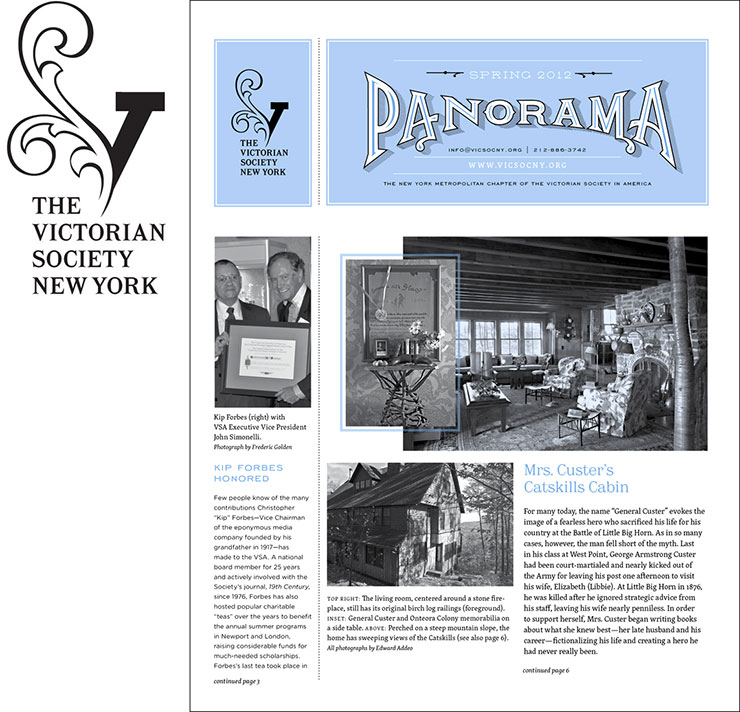 THE
VICTORIAN
SOCIETY
NEW YORK
THE
VICTORIAN
SOCIETY
NEW YORK
SPRING 2012
PANORAMA
INFO@VICSOCNY.ORG | 212-886-3742
WWW.VICSOCNY.ORG
THE NEW YORK METROPOLITAN CHAPTER OF THE VICTORIAN SOCIETY IN AMERICA
Kip Forbes (right) with
VSA Executive Vice President
John Simonelli.
Photograph by Frederic Golden
KIP FORBES
HONORED
Few people know of the many
contributions Christopher
“Kip” Forbes—Vice Chairman
of the eponymous media
company founded by his
grandfather in 1917—has
made to the VSA. A national
board member for 25 years
and actively involved with the
Society’s journal, 19th Century,
since 1976, Forbes has also
hosted popular charitable
“teas” over the years to benefit
the annual summer programs
in Newport and London,
raising considerable funds for
much-needed scholarships.
Forbes’s last tea took place in
continued page 3
TOP RIGHT: The living room, centered around a stone fire-
place, still has its original birch log railings (foreground).
INSET: General Custer and Onteora Colony memorabilia on
a side table. ABOVE: Perched on a steep mountain slope, the
home has sweeping views of the Catskills (see also page 6).
All photographs by Edward Addeo
Mrs. Custer’s
Catskills Cabin
For many today, the name “General Custer” evokes the
image of a fearless hero who sacrificed his life for his
country at the Battle of Little Big Horn. As in so many
cases, however, the man fell short of the myth. Last
in his class at West Point, George Armstrong Custer
had been court-martialed and nearly kicked out of
the Army for leaving his post one afternoon to visit
his wife, Elizabeth (Libbie). At Little Big Horn in 1876,
he was killed after he ignored strategic advice from
his staff, leaving his wife nearly penniless. In order
to support herself, Mrs. Custer began writing books
about what she knew best—her late husband and his
career—fictionalizing his life and creating a hero he
had never really been.
continued page 6